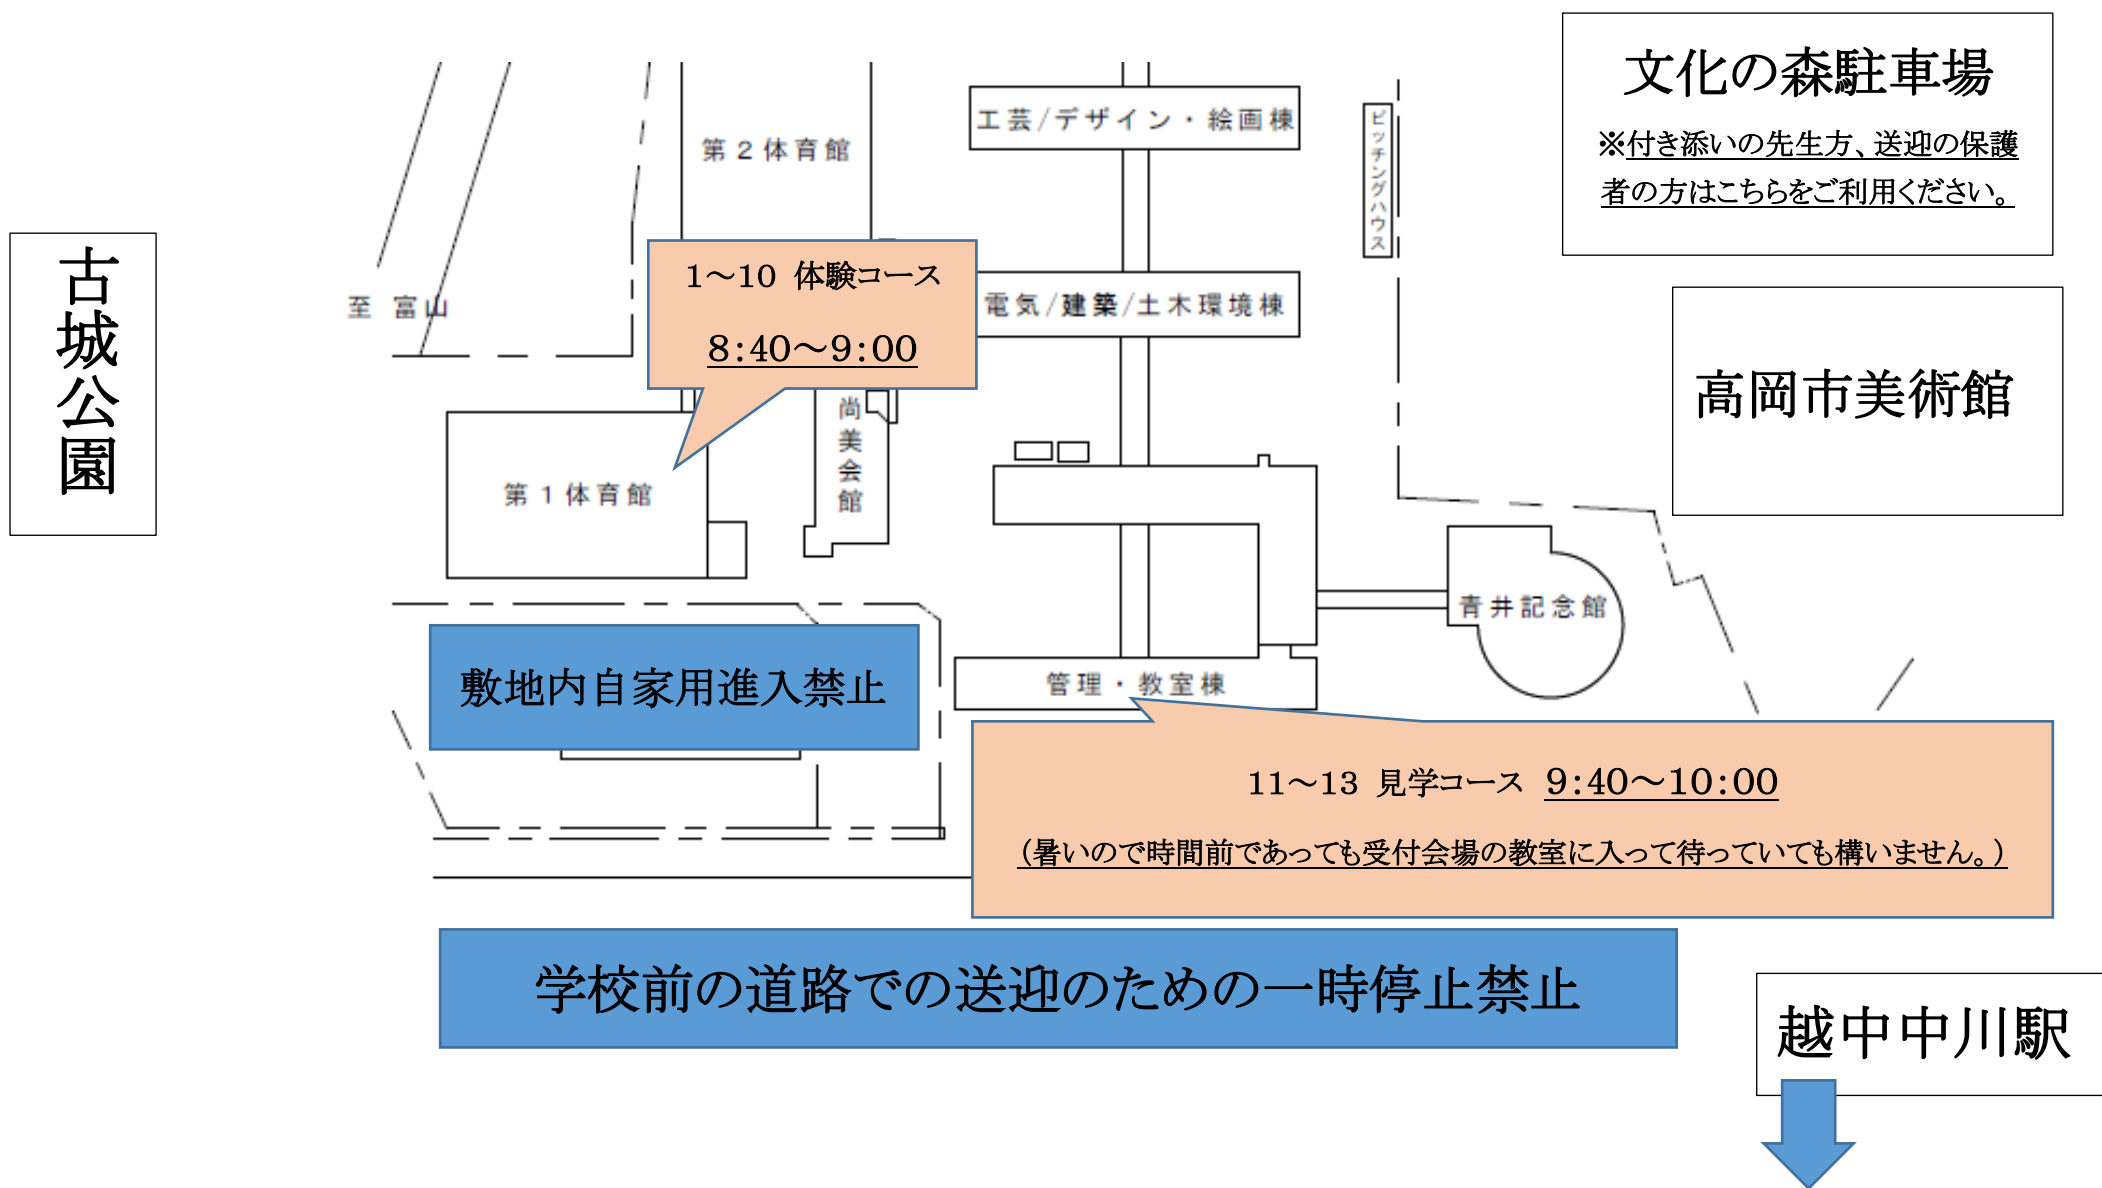 文化の森駐車場
※付き添いの先生方、送迎の保護
者の方はこちらをご利用ください。
工芸/デザイン・絵画棟
ピッチングハウス
第２体育館
古城公園
至 富山
1～10 体験コース
8:40～9:00
電気/建築/土木環境棟
高岡市美術館
尚美会館
第１体育館
青井記念館
敷地内自家用進入禁止
管理・教室棟
11～13 見学コース 9:40～10:00
（暑いので時間前であっても受付会場の教室に入って待っていても構いません。）
学校前の道路での送迎のための一時停止禁止
越中中川駅